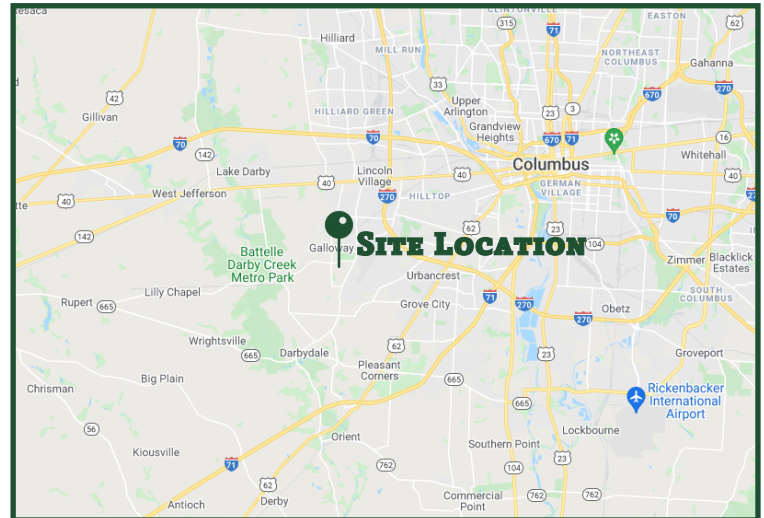 esaca
CLINTONVILLE
315
71
EASTON
62
Hilliard
MILL RUN
NORTHEAST
COLUMBUS
Gahanna
33
42
670
270
Gillivan
HILLIARD GREEN
Upper
Arlington
23
3
Grandview
Heights
70
70
142
670
71
16
Whitehall
Lake Darby
Lincoln
Village
40
40
Columbus
40
West Jefferson
270
HILLTOP
GERMAN
VILLAGE
tte
40
70
62
23
142
Galloway
SITE LOCATION
104
Battelle
Darby Creek
Metro Park
Zimmer
Blacklick
Estates
Urbancrest
Lilly Chapel
71
270
SOUTH
COLUMBUS
Rupert
665
Grove City
Obetz
270
Wrightsville
665
Darbydale
62
23
Groveport
Pleasant
Corners
Big Plain
665
Chrisman
665
Rickenbacker
International
Airport
56
Orient
Lockbourne
Kiousville
Southern Point
71
762
104
23
62
Antioch
Derby
Commercial
Point
762
762